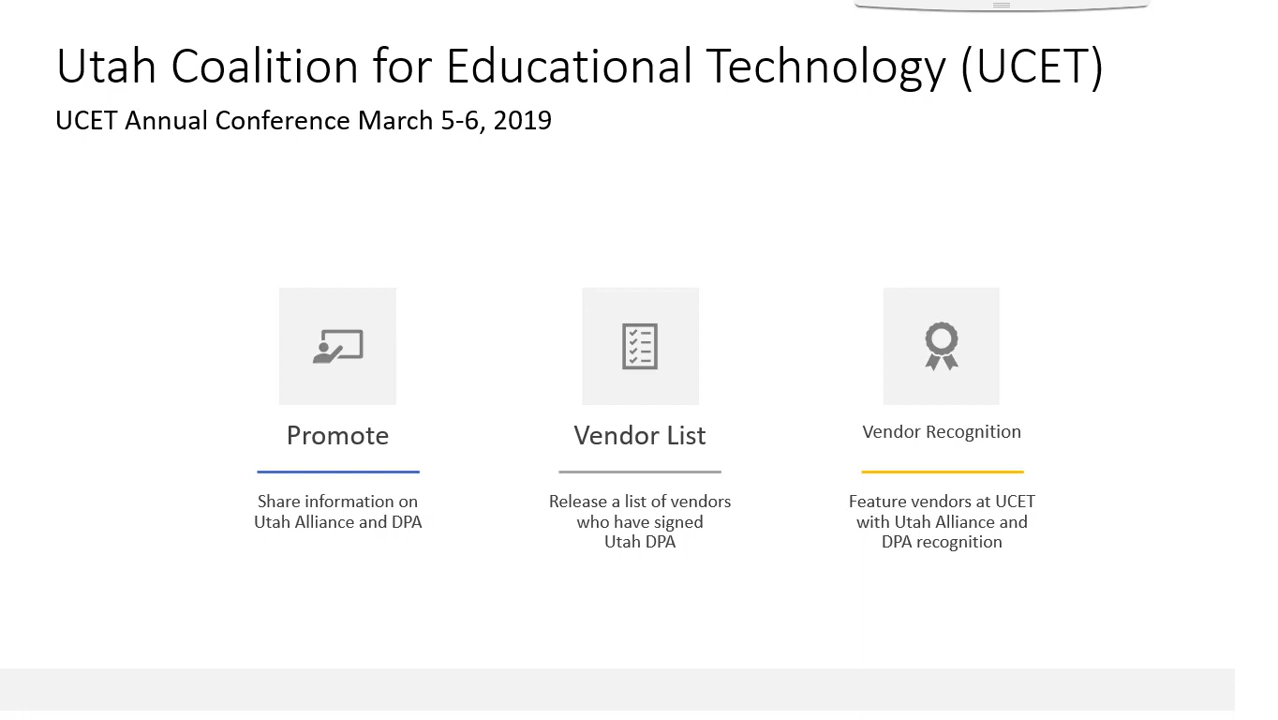 Utah Coalition for Educational Technology (UCET)
UCET Annual Conference March 5-6, 2019
Promote
Share information on
Utah Alliance and DPA
Vendor List
Release a list of vendors
who have signed
Utah DPA
Vendor Recognition
Feature vendors at UCET
with Utah Alliance and
DPA recognition